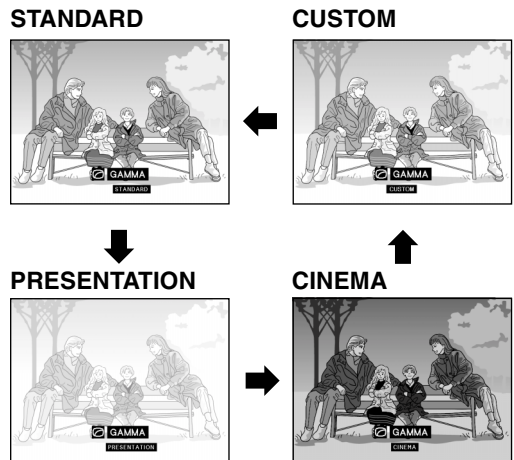 STANDARD
CUSTOM
GAMMA
STANDARD
GAMMA
CUSTOM
PRESENTATION
CINEMA
GAMMA
PRESENTATION
GAMMA
CINEMA